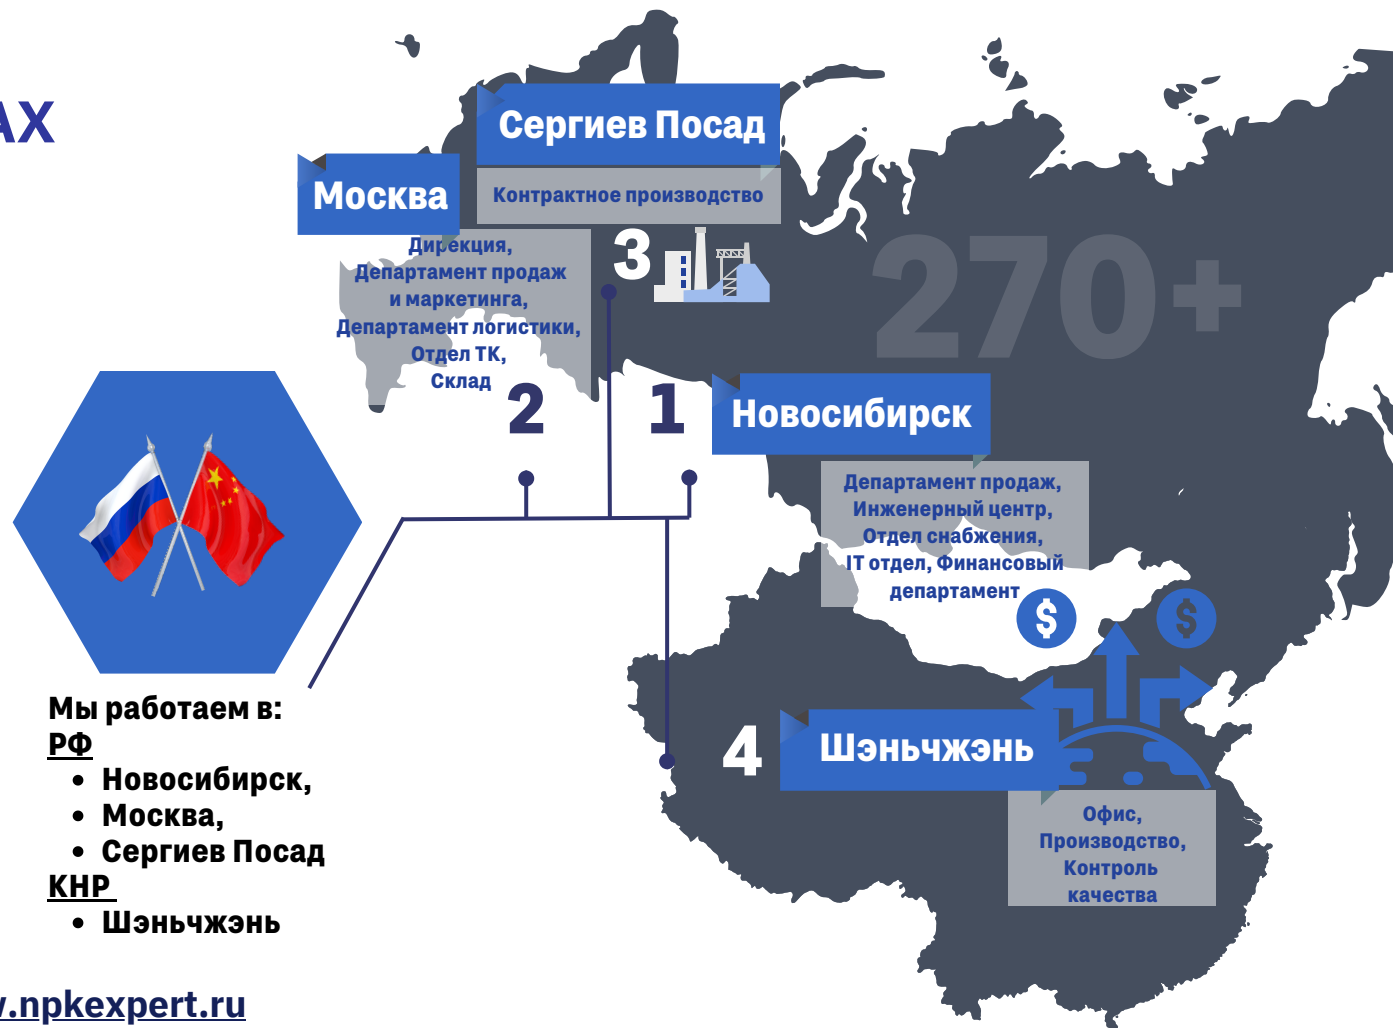 АХ
Сергиев Посад
Контрактное производство
Москва
Дирекция,
Департамент продаж
и маркетинга,
Департамент логистики,
Отдел ТК,
Склад
3
270+
2
1
Новосибирск
Департамент продаж,
Инженерный центр,
Отдел снабжения,
IT отдел, Финансовый
департамент
$
$
Мы работаем в:
РФ
• Новосибирск,
• Москва,
• Сергиев Посад
КНР
• Шэньчжэнь
4
Шэньчжэнь
Офис,
Производство,
Контроль
качества
.npkexpert.ru